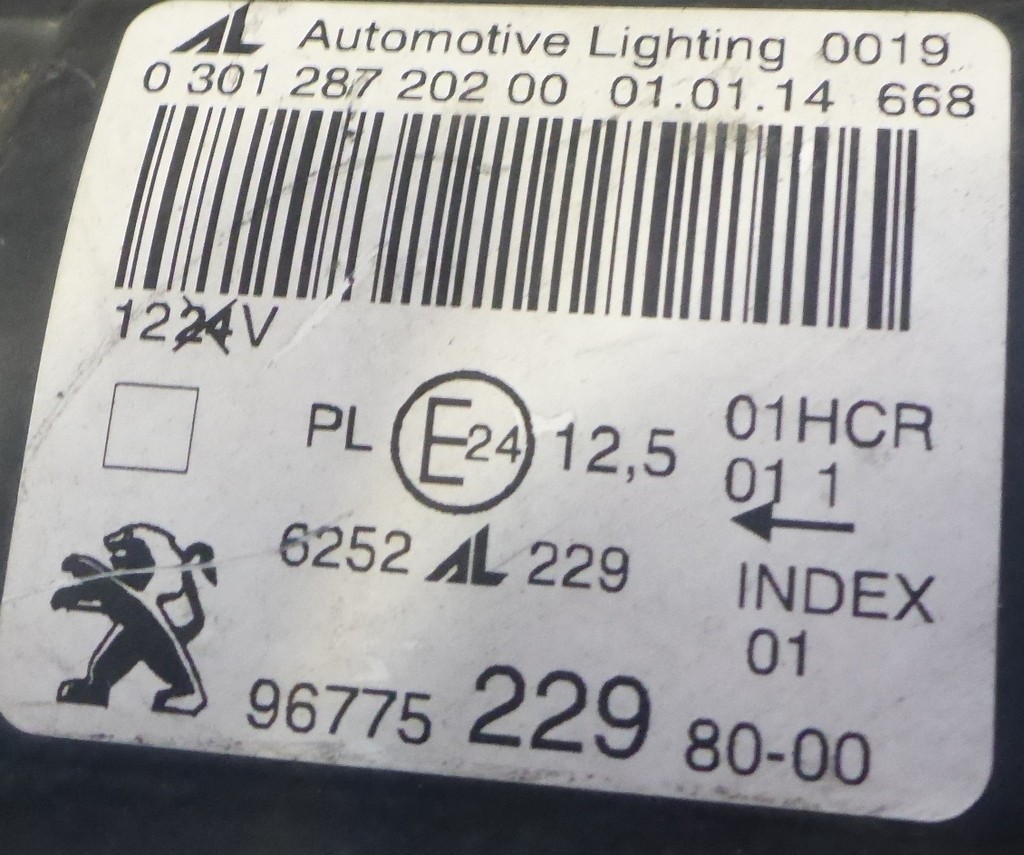 AL Automotive Lighting 0019
0 301 287 202 00 01.01.14 668
1224V
PL E24 12,5 01HCR
01 1
6252 AL 229
INDEX
01
96775 229 80-00